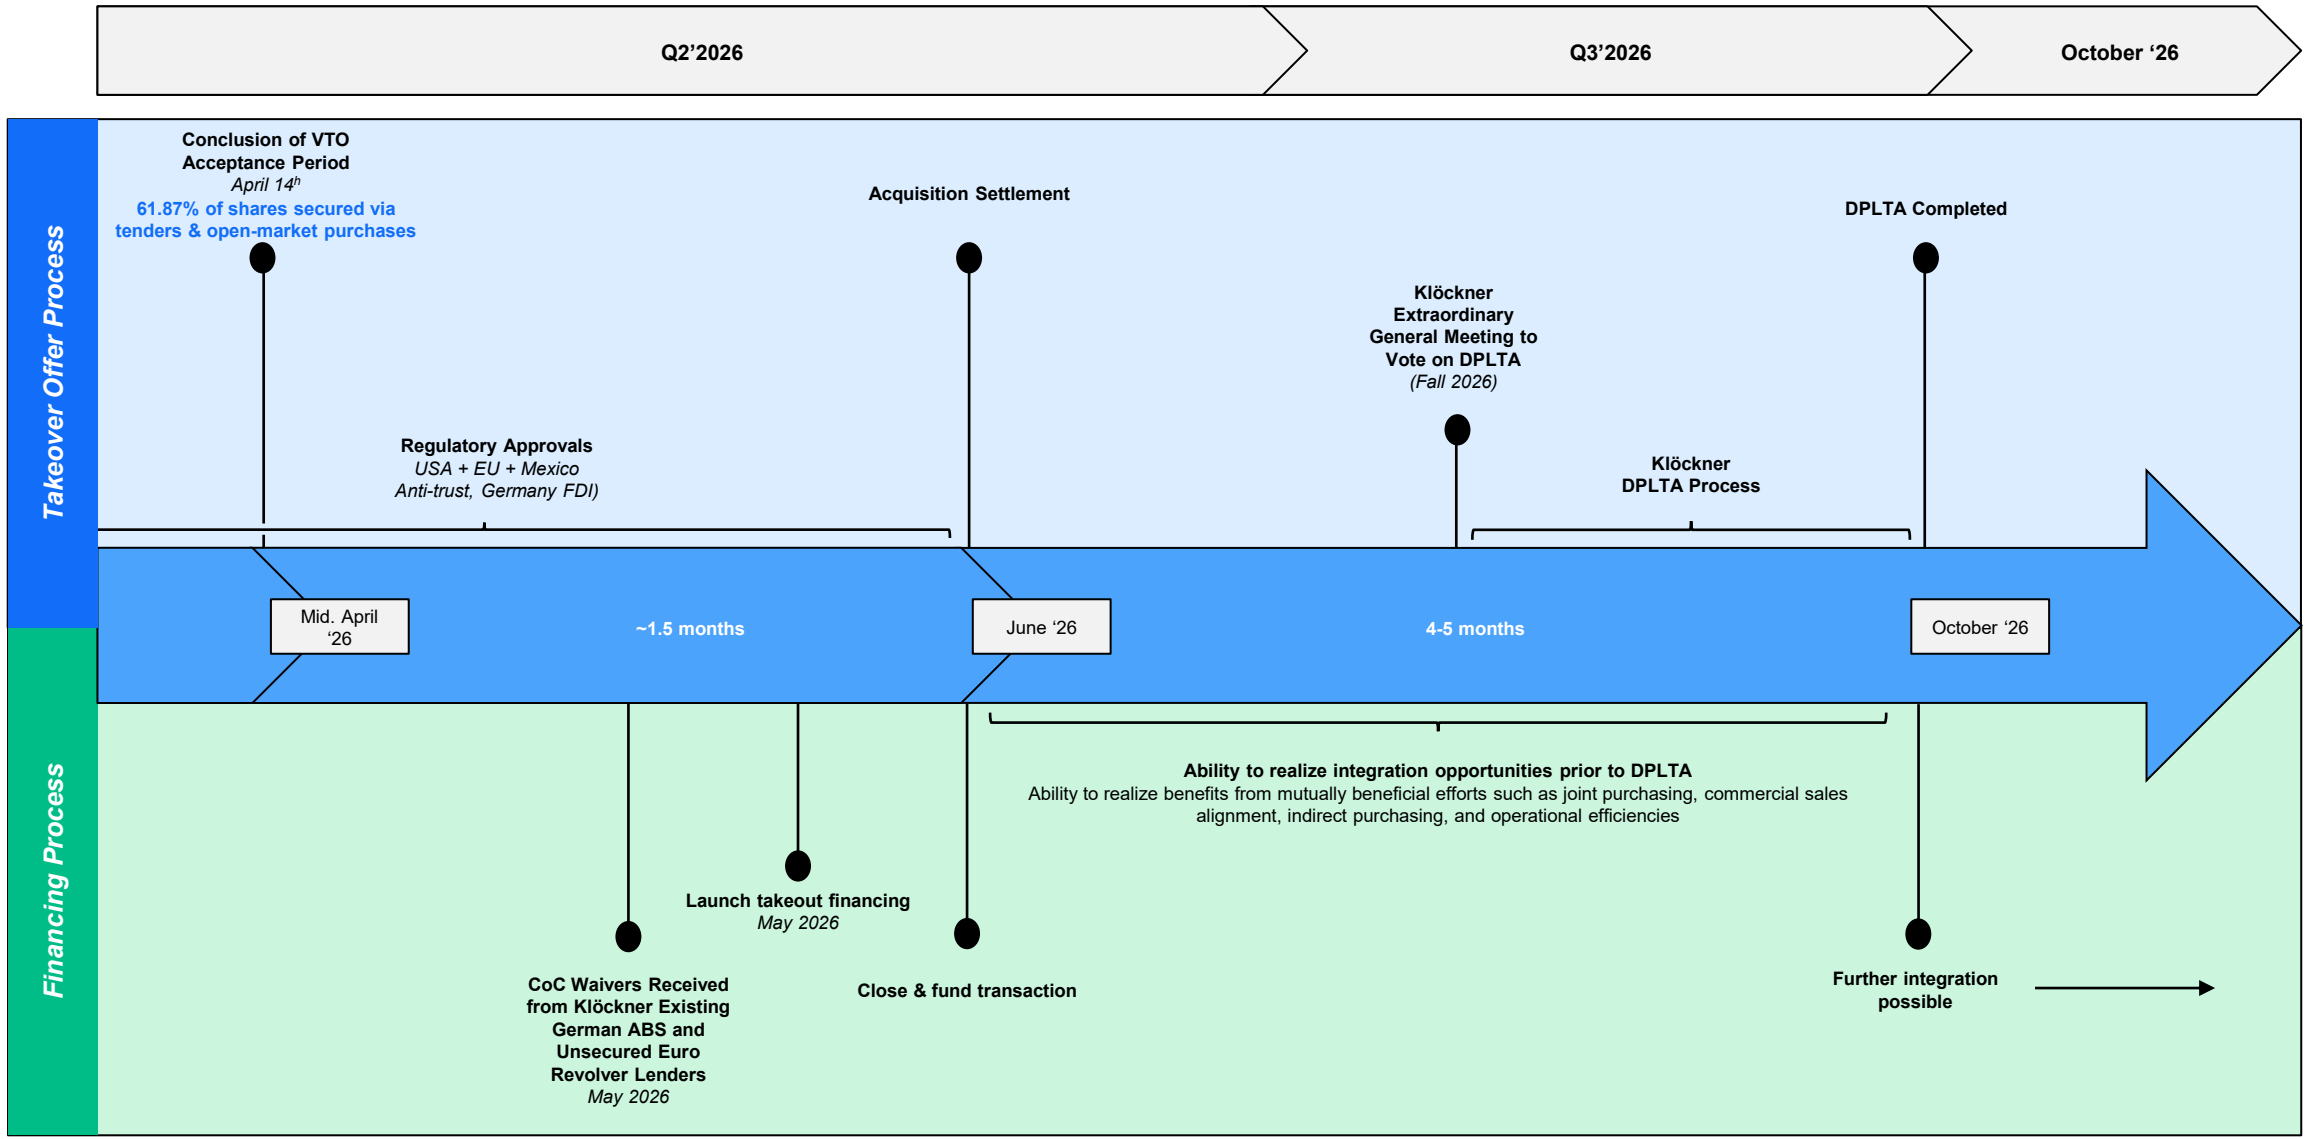 Q2’2026
Q3’2026
October ‘26
Takeover Offer Process
Conclusion of VTO
Acceptance Period
April 14h
61.87% of shares secured via
tenders & open-market purchases
Acquisition Settlement
DPLTA Completed
Klöckner
Extraordinary
General Meeting to
Vote on DPLTA
(Fall 2026)
Regulatory Approvals
USA + EU + Mexico
Anti-trust, Germany FDI)
Klöckner
DPLTA Process
Mid. April
‘26
~1.5 months
June ‘26
4-5 months
October ‘26
Financing Process
Ability to realize integration opportunities prior to DPLTA
Ability to realize benefits from mutually beneficial efforts such as joint purchasing, commercial sales
alignment, indirect purchasing, and operational efficiencies
Launch takeout financing
May 2026
CoC Waivers Received
from Klöckner Existing
German ABS and
Unsecured Euro
Revolver Lenders
May 2026
Close & fund transaction
Further integration
possible